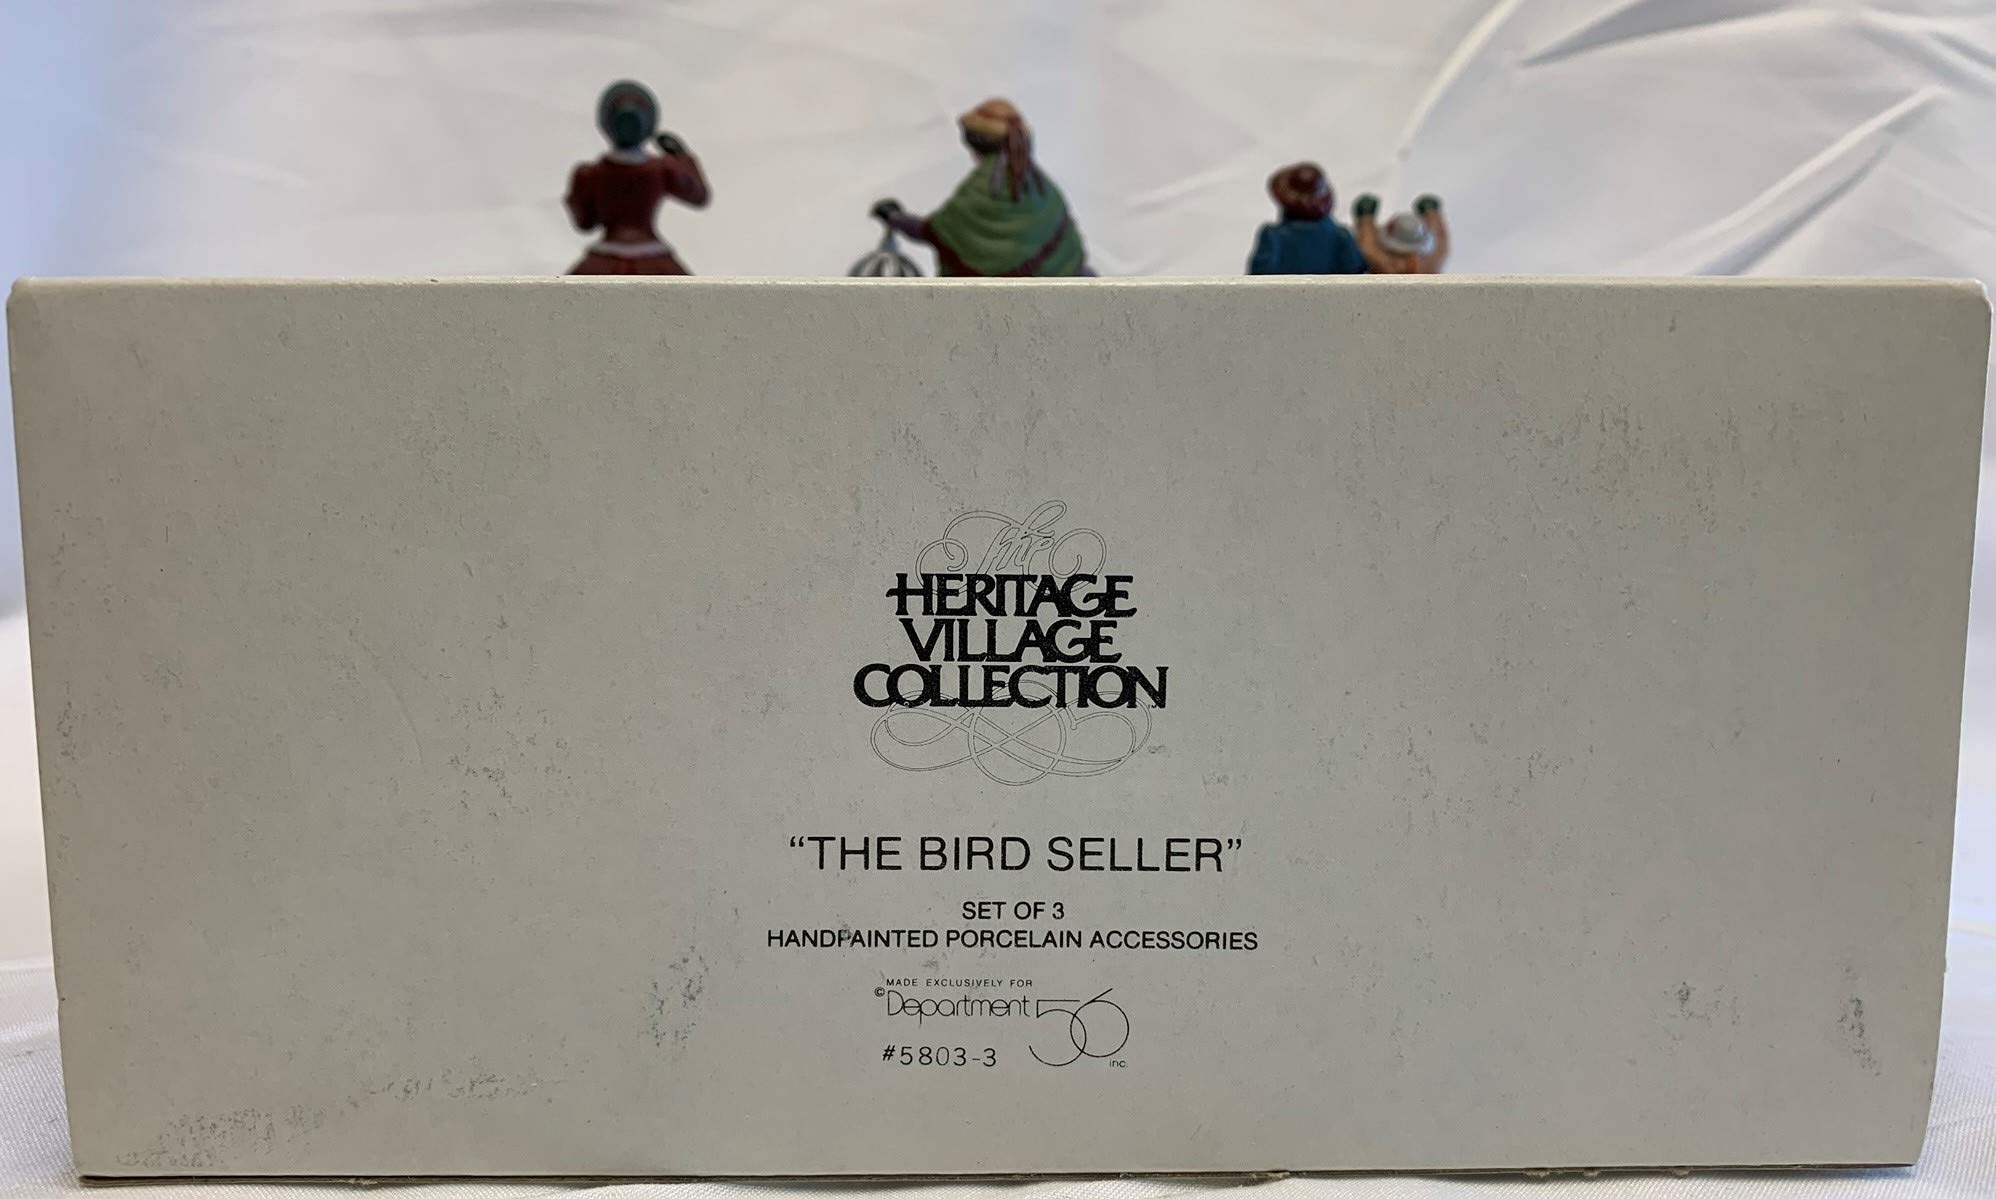 The
HERITAGE
VILLAGE
COLLECTION
“THE BIRD SELLER”
SET OF 3
HANDPAINTED PORCELAIN ACCESSORIES
MADE EXCLUSIVELY FOR
©Department 56
#5803-3 inc.